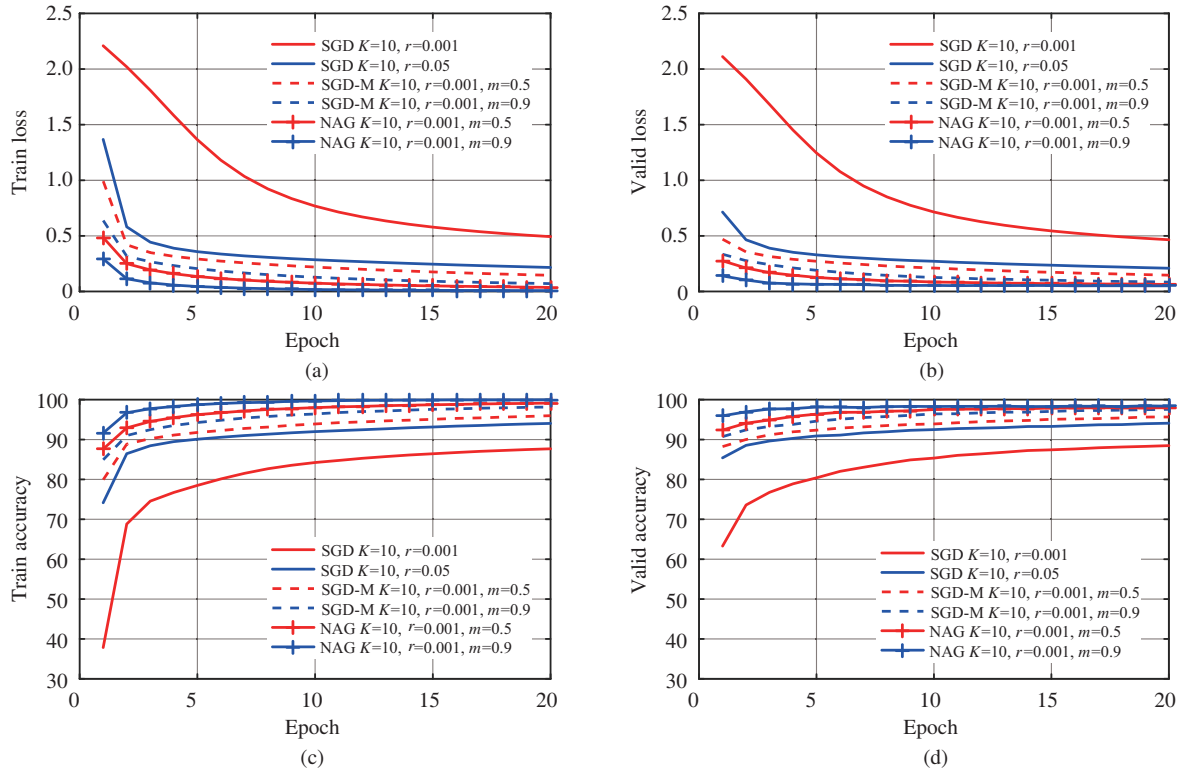 2.5
2.0
1.5
1.0
0.5
0
Train loss
SGD K=10, r=0.001
SGD K=10, r=0.05
SGD-M K=10, r=0.001, m=0.5
SGD-M K=10, r=0.001, m=0.9
NAG K=10, r=0.001, m=0.5
NAG K=10, r=0.001, m=0.9
0 5 10 15 20
Epoch
(a)
2.5
2.0
1.5
1.0
0.5
0
Valid loss
SGD K=10, r=0.001
SGD K=10, r=0.05
SGD-M K=10, r=0.001, m=0.5
SGD-M K=10, r=0.001, m=0.9
NAG K=10, r=0.001, m=0.5
NAG K=10, r=0.001, m=0.9
0 5 10 15 20
Epoch
(b)
100
90
80
70
60
50
40
30
Train accuracy
SGD K=10, r=0.001
SGD K=10, r=0.05
SGD-M K=10, r=0.001, m=0.5
SGD-M K=10, r=0.001, m=0.9
NAG K=10, r=0.001, m=0.5
NAG K=10, r=0.001, m=0.9
0 5 10 15 20
Epoch
(c)
100
90
80
70
60
50
40
30
Valid accuracy
SGD K=10, r=0.001
SGD K=10, r=0.05
SGD-M K=10, r=0.001, m=0.5
SGD-M K=10, r=0.001, m=0.9
NAG K=10, r=0.001, m=0.5
NAG K=10, r=0.001, m=0.9
0 5 10 15 20
Epoch
(d)